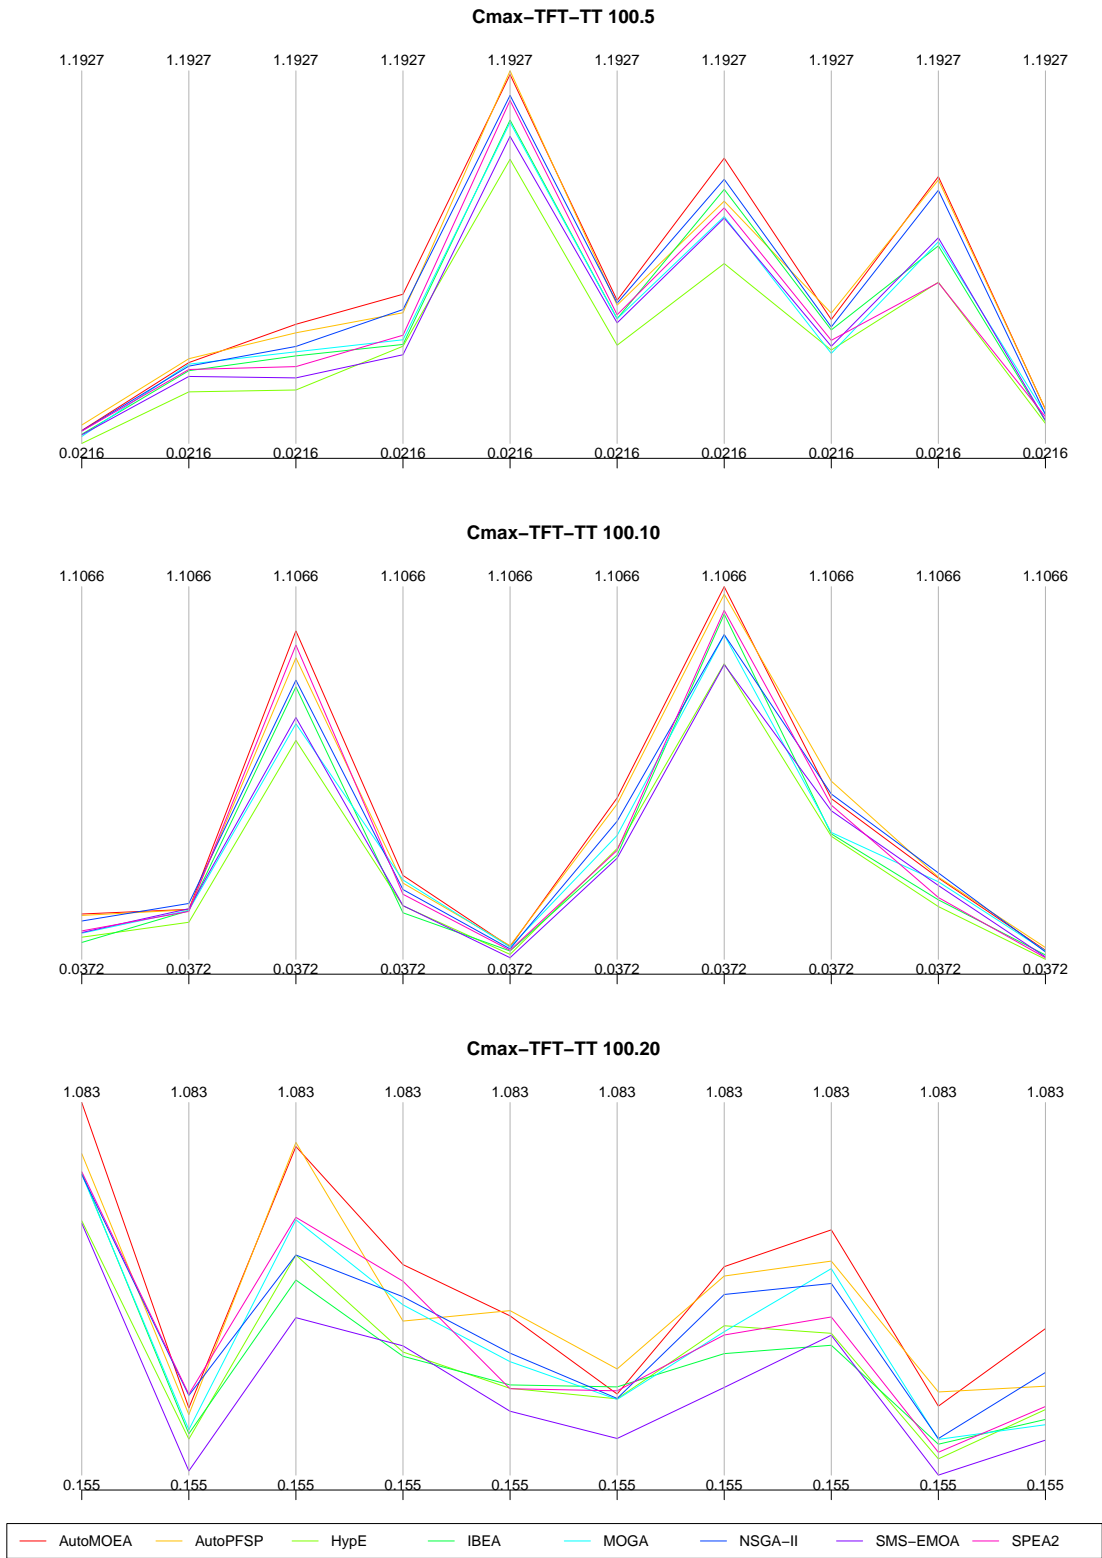 Cmax−TFT−TT 100.5
1.1927 1.1927 1.1927 1.1927 1.1927 1.1927 1.1927 1.1927 1.1927 1.1927
0.0216 0.0216 0.0216 0.0216 0.0216 0.0216 0.0216 0.0216 0.0216 0.0216
Cmax−TFT−TT 100.10
1.1066 1.1066 1.1066 1.1066 1.1066 1.1066 1.1066 1.1066 1.1066 1.1066
0.0372 0.0372 0.0372 0.0372 0.0372 0.0372 0.0372 0.0372 0.0372 0.0372
Cmax−TFT−TT 100.20
1.083 1.083 1.083 1.083 1.083 1.083 1.083 1.083 1.083 1.083
0.155 0.155 0.155 0.155 0.155 0.155 0.155 0.155 0.155 0.155
AutoMOEA AutoPFSP HypE IBEA MOGA NSGA−II SMS−EMOA SPEA2